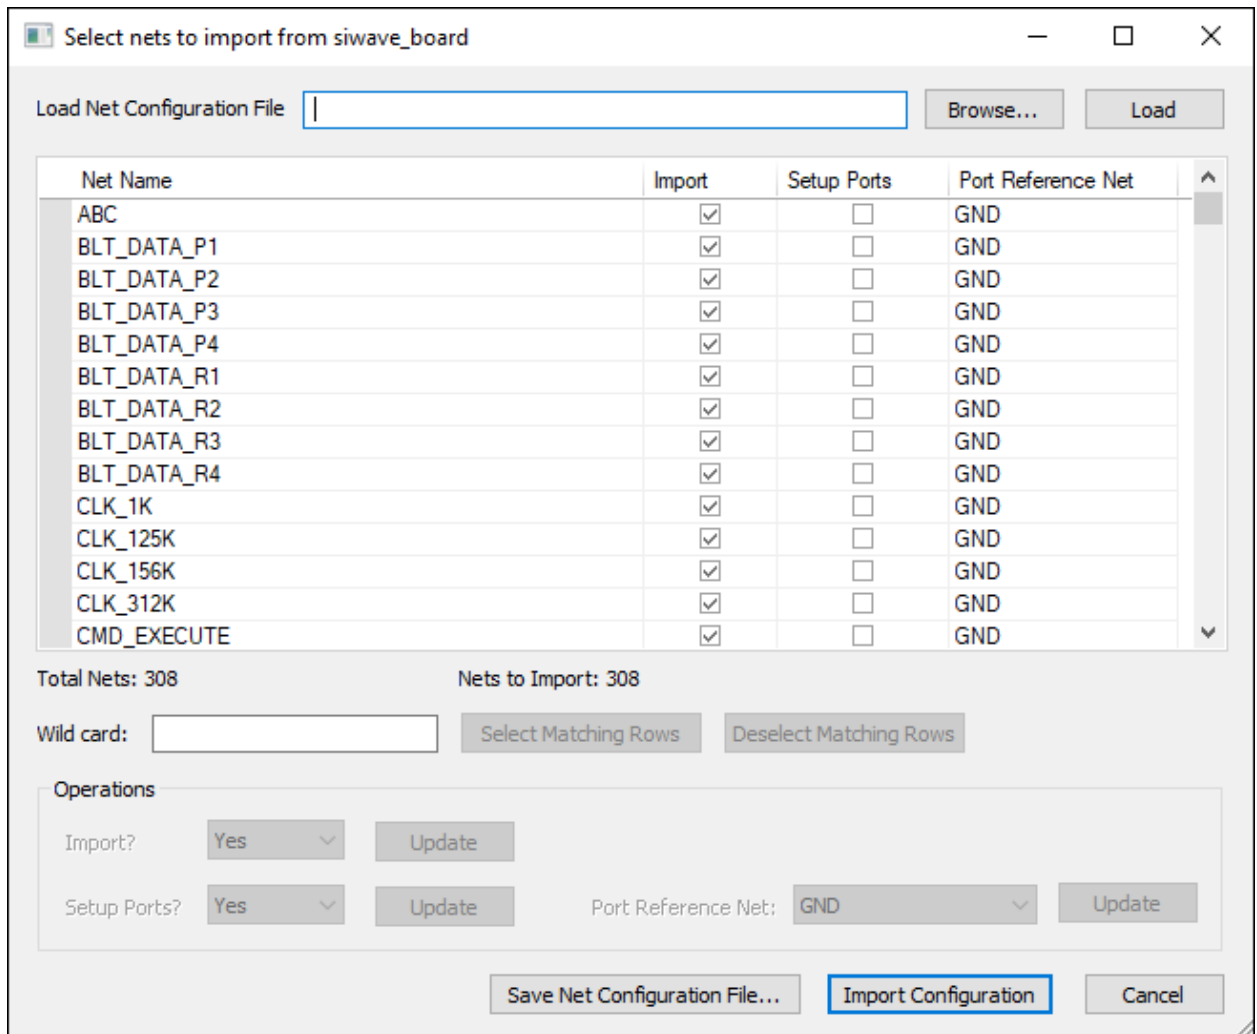 Select nets to import from siwave_board
Load Net Configuration File Browse... Load
Net Name Import Setup Ports Port Reference Net
ABC GND
BLT_DATA_P1 GND
BLT_DATA_P2 GND
BLT_DATA_P3 GND
BLT_DATA_P4 GND
BLT_DATA_R1 GND
BLT_DATA_R2 GND
BLT_DATA_R3 GND
BLT_DATA_R4 GND
CLK_1K GND
CLK_125K GND
CLK_156K GND
CLK_312K GND
CMD_EXECUTE GND
Total Nets: 308 Nets to Import: 308
Wild card: Select Matching Rows Deselect Matching Rows
Operations
Import? Yes Update
Setup Ports? Yes Update Port Reference Net: GND Update
Save Net Configuration File... Import Configuration Cancel